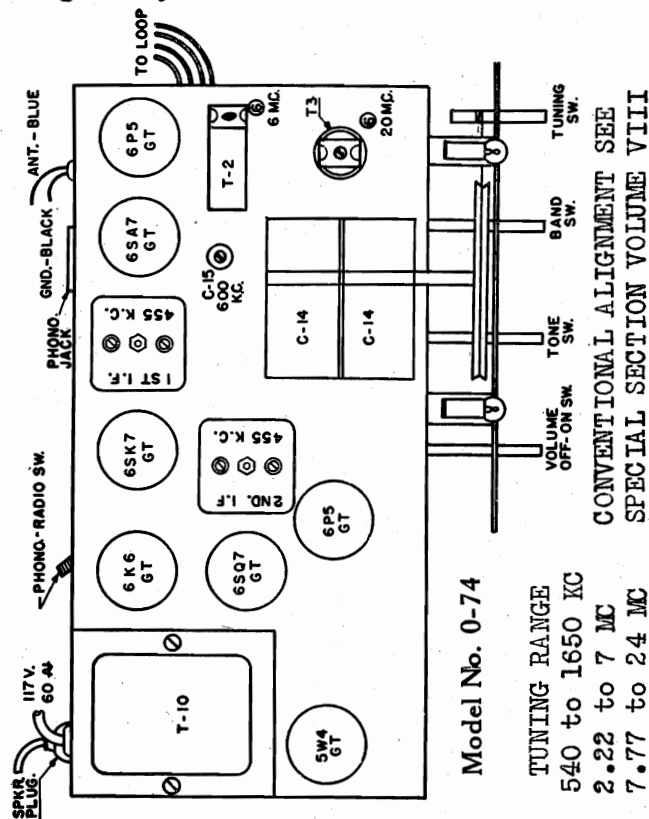 SPKR.
PLUG.
117 V.
60
PHONO.-RADIO SW.
PHONO.
JACK
GND.-BLACK
ANT.-BLUE
TO LOOP
T-10
5W4
GT
6K6
GT
6SQ7
GT
6SK7
GT
2ND. I.F.
455 K.C.
6P5
GT
1ST I.F.
455 K.C.
6SA7
GT
6P5
GT
C-15
600
KC.
T-2
6 MC.
T3
20 MC.
C-14
C-14
VOLUME
OFF-ON SW.
TONE
SW.
BAND
SW.
TUNING
SW.
Model No. 0-74
TUNING RANGE
540 to 1650 KC
2.22 to 7 MC
7.77 to 24 MC
CONVENTIONAL ALIGNMENT SEE
SPECIAL SECTION VOLUME VIII